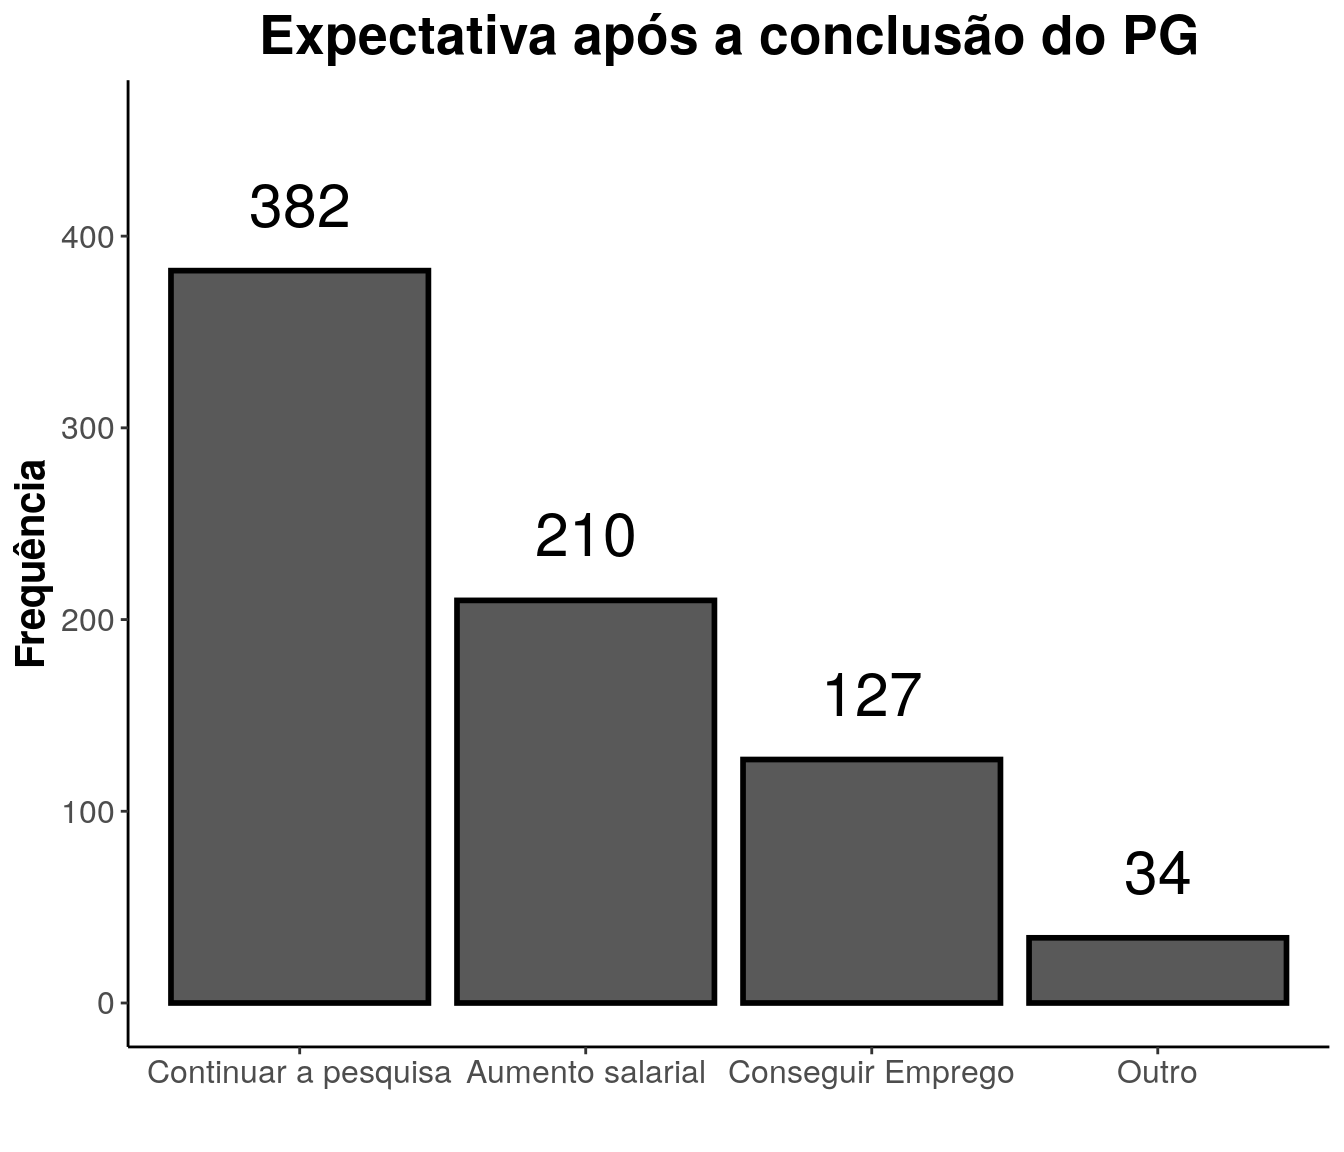 Expectativa após a conclusão do PG
Frequência
400
300
200
100
0
382
210
127
34
Continuar a pesquisa
Aumento salarial
Conseguir Emprego
Outro